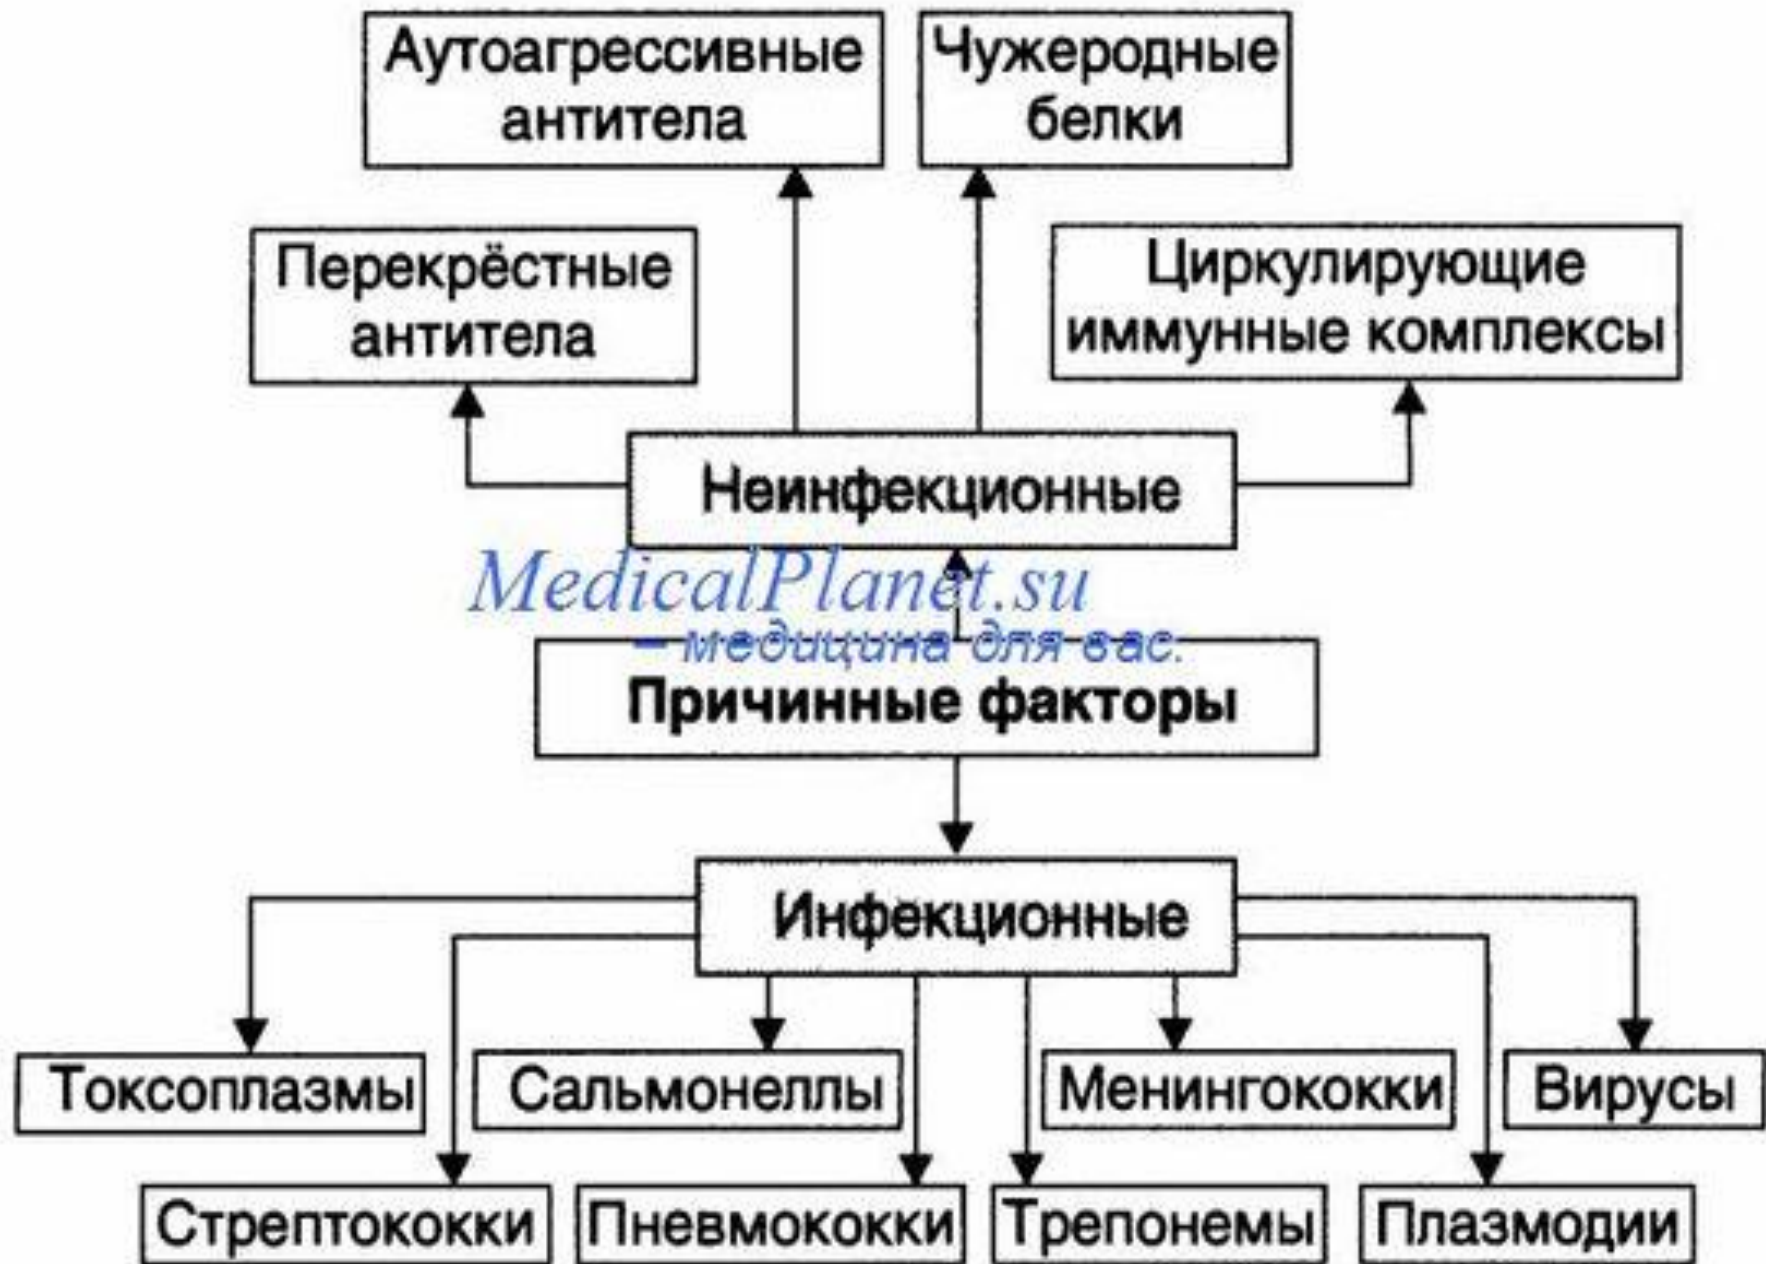 Аутоагрессивные
антитела
Чужеродные
белки
Перекрёстные
антитела
Циркулирующие
иммунные комплексы
Неинфекционные
MedicalPlanet.su
– медицина для вас.
Причинные факторы
Инфекционные
Токсоплазмы
Сальмонеллы
Менингококки
Вирусы
Стрептококки
Пневмококки
Трепонемы
Плазмодии